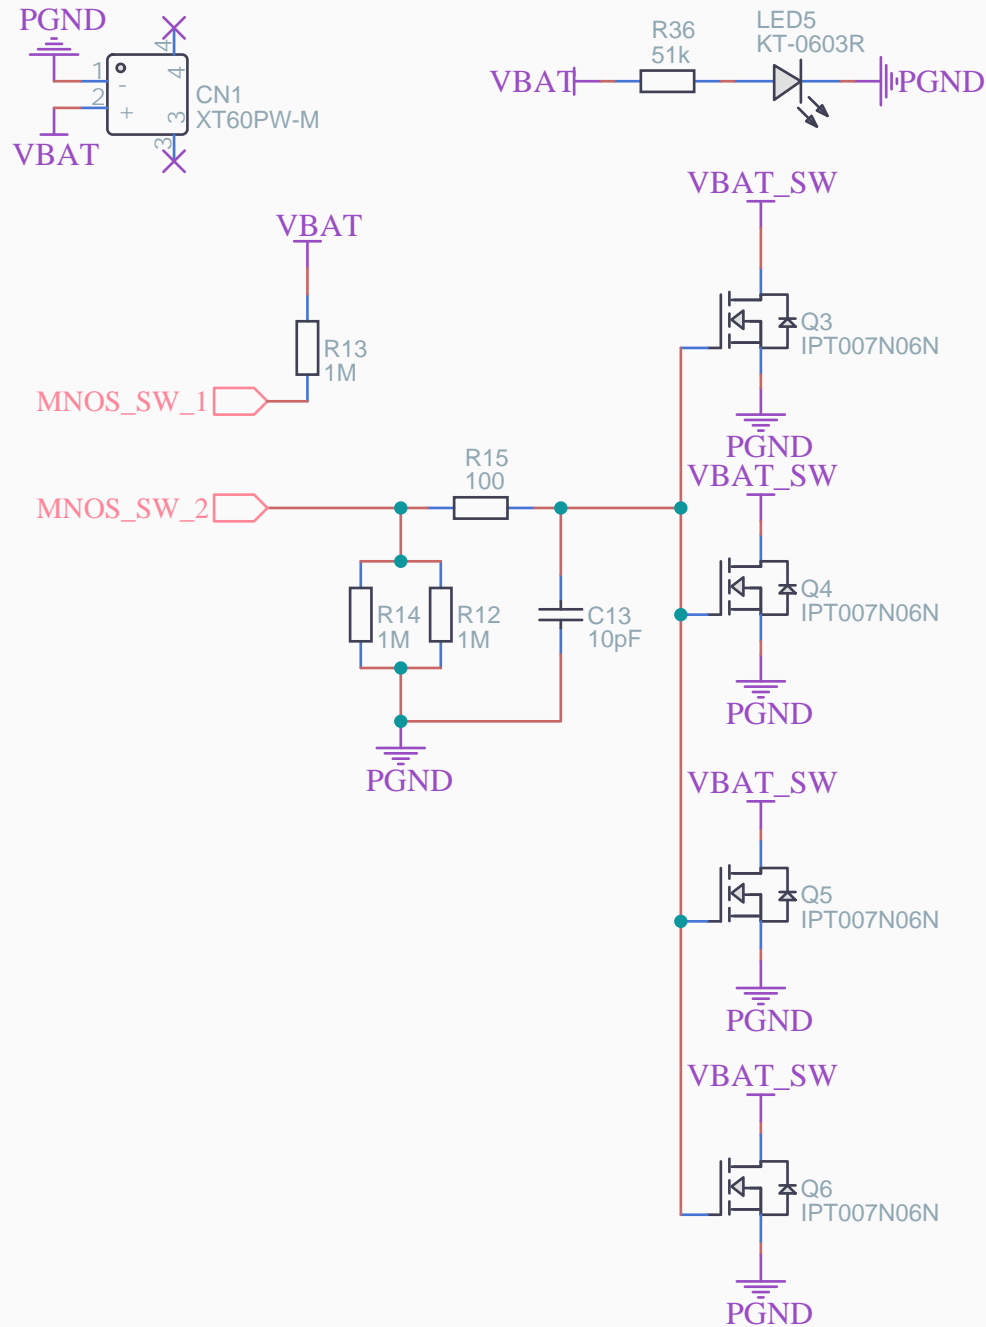 PGND
4
1
4
-
2
+
3
3
VBAT
CN1
XT60PW-M
R36
51k
LED5
KT-0603R
VBAT
PGND
VBAT
R13
1M
MNOS_SW_1
MNOS_SW_2
R15
100
R14
1M
R12
1M
C13
10pF
PGND
VBAT_SW
Q3
IPT007N06N
PGND
VBAT_SW
Q4
IPT007N06N
PGND
VBAT_SW
Q5
IPT007N06N
PGND
VBAT_SW
Q6
IPT007N06N
PGND